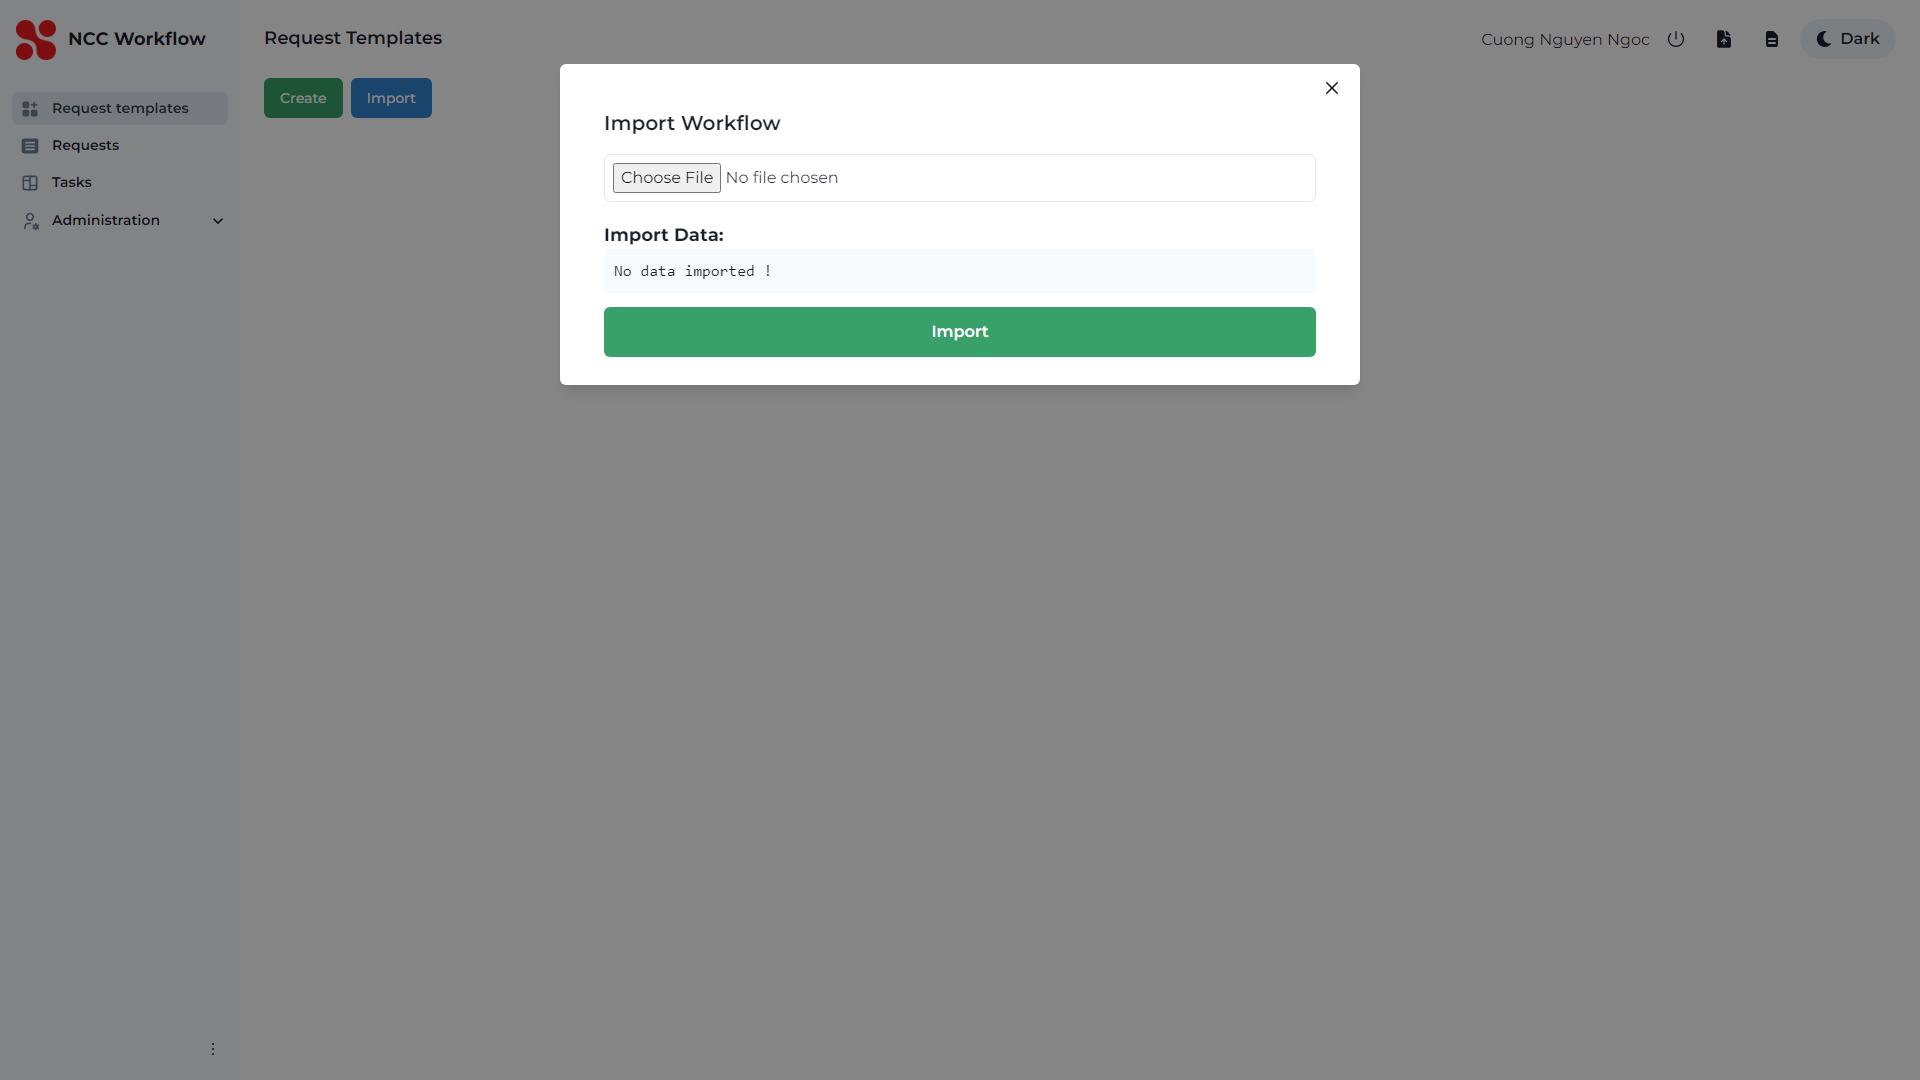 NCC Workflow
Request templates
Requests
Tasks
Administration
Request Templates
Create
Import
Cuong Nguyen Ngoc
Dark
Import Workflow
Choose File No file chosen
Import Data:
No data imported !
Import